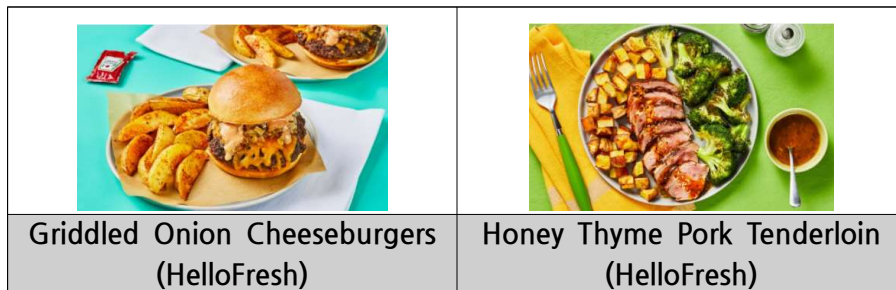 Griddled Onion Cheeseburgers
(HelloFresh)
Honey Thyme Pork Tenderloin
(HelloFresh)